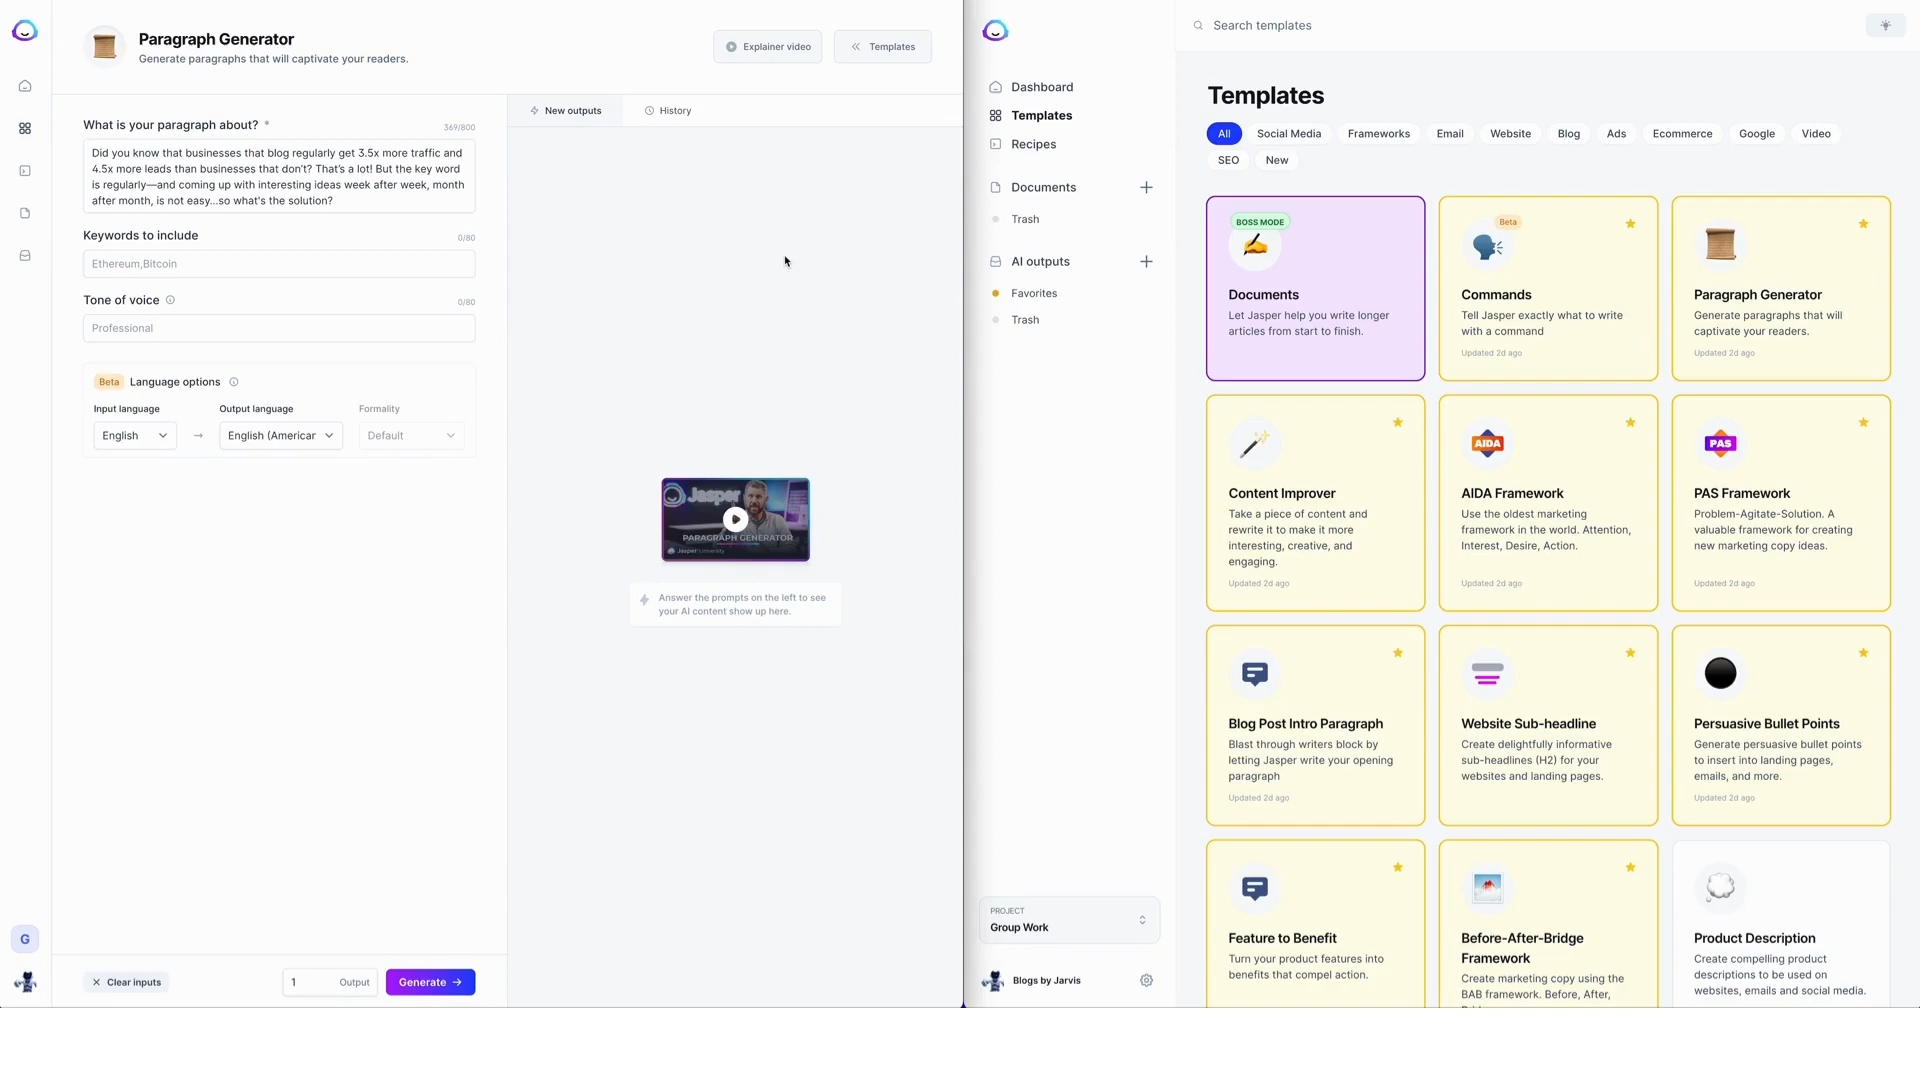 Paragraph Generator
Generate paragraphs that will captivate your readers.
Explainer video
Templates
What is your paragraph about? *
369/800
Did you know that businesses that blog regularly get 3.5x more traffic and
4.5x more leads than businesses that don't? That's a lot! But the key word
is regularly—and coming up with interesting ideas week after week, month
after month, is not easy...so what's the solution?
Keywords to include
0/80
Ethereum,Bitcoin
Tone of voice
0/80
Professional
Beta Language options
Input language
Output language
Formality
English
English (American
Default
Clear inputs
1 Output
Generate
G
New outputs
History
Jasper
PARAGRAPH GENERATOR
Jasper University
Answer the prompts on the left to see
your AI content show up here.
Dashboard
Templates
Recipes
Documents
Trash
AI outputs
Favorites
Trash
PROJECT
Group Work
Blogs by Jarvis
Search templates
Templates
All
Social Media
Frameworks
Email
Website
Blog
Ads
Ecommerce
Google
Video
SEO
New
BOSS MODE
Documents
Let Jasper help you write longer
articles from start to finish.
Beta
Commands
Tell Jasper exactly what to write
with a command
Updated 2d ago
Paragraph Generator
Generate paragraphs that will
captivate your readers.
Updated 2d ago
Content Improver
Take a piece of content and
rewrite it to make it more
interesting, creative, and
engaging.
Updated 2d ago
AIDA
AIDA Framework
Use the oldest marketing
framework in the world. Attention,
Interest, Desire, Action.
Updated 2d ago
PAS
PAS Framework
Problem-Agitate-Solution. A
valuable framework for creating
new marketing copy ideas.
Updated 2d ago
Blog Post Intro Paragraph
Blast through writers block by
letting Jasper write your opening
paragraph
Updated 2d ago
Website Sub-headline
Create delightfully informative
sub-headlines (H2) for your
websites and landing pages.
Persuasive Bullet Points
Generate persuasive bullet points
to insert into landing pages,
emails, and more.
Updated 2d ago
Feature to Benefit
Turn your product features into
benefits that compel action.
Before-After-Bridge
Framework
Create marketing copy using the
BAB framework. Before, After,
Product Description
Create compelling product
descriptions to be used on
websites, emails and social media.